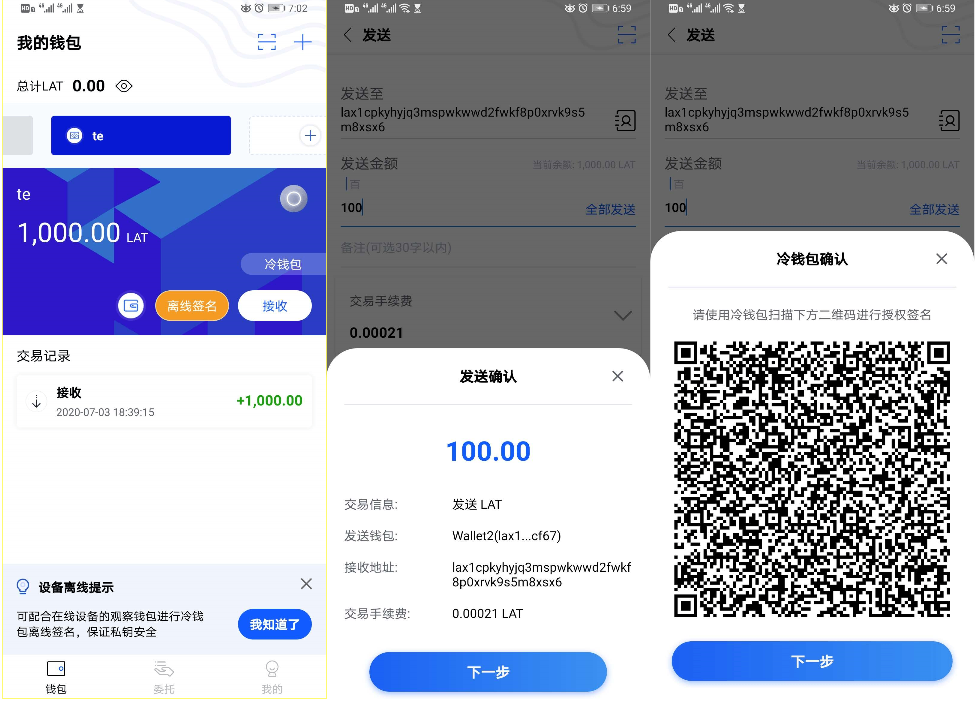 7:02
我的钱包
总计LAT 0.00
te
te
1,000.00 LAT
冷钱包
离线签名
接收
交易记录
接收
2020-07-03 18:39:15
+1,000.00
设备离线提示
可配合在线设备的观察钱包进行冷钱
包离线签名，保证私钥安全
我知道了
钱包
委托
我的
6:59
发送
发送至
lax1cpkyhyjq3mspwkwwd2fwkf8p0xrvk9s5
m8xsx6
发送金额
当前余额: 1,000.00 LAT
百
100
全部发送
备注(可选30字以内)
交易手续费
0.00021
发送确认
100.00
交易信息:
发送 LAT
发送钱包:
Wallet2(lax1...cf67)
接收地址:
lax1cpkyhyjq3mspwkwwd2fwkf
8p0xrvk9s5m8xsx6
交易手续费:
0.00021 LAT
下一步
6:59
发送
发送至
lax1cpkyhyjq3mspwkwwd2fwkf8p0xrvk9s5
m8xsx6
发送金额
当前余额: 1,000.00 LAT
百
100
全部发送
冷钱包确认
请使用冷钱包扫描下方二维码进行授权签名
下一步